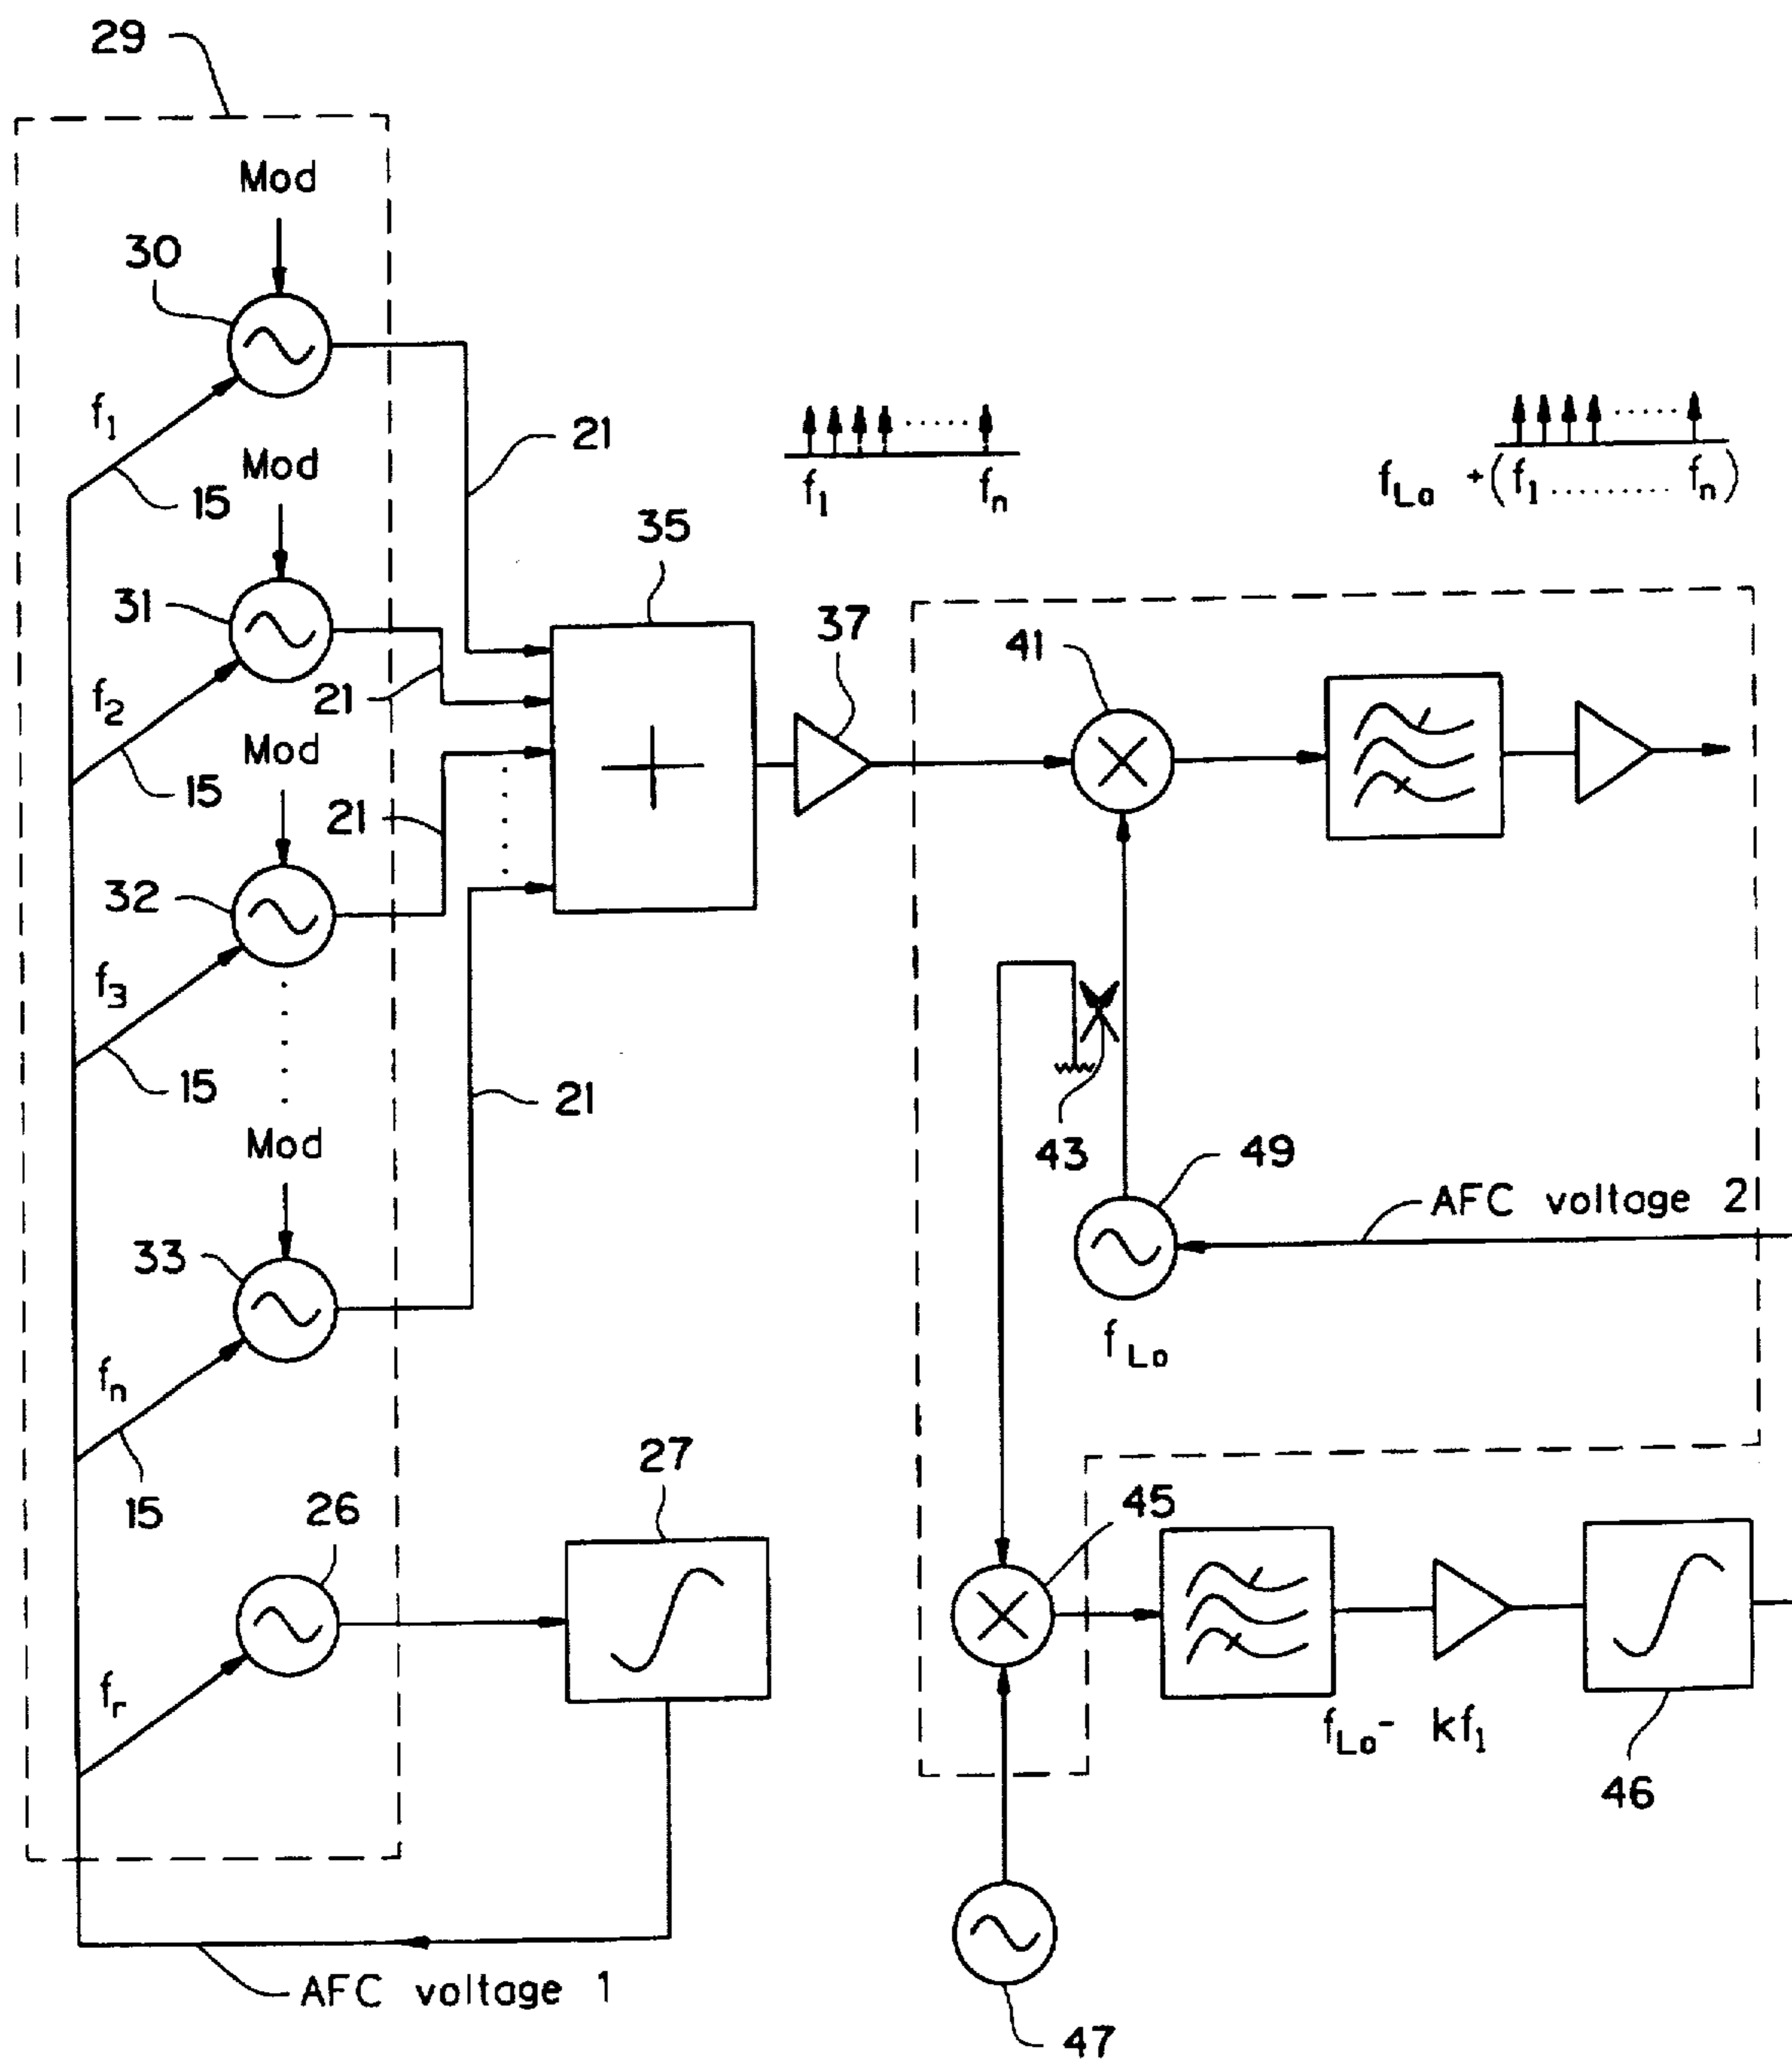 29
Mod
30
f1
15
21
f1 fn
fLo +(f1 ......... fn)
Mod
31
f2
15
21
35
37
41
Mod
32
21
f3
15
21
43
49
AFC voltage 2
fLo
Mod
33
fn
15
27
26
45
fr
fLo- kf1
46
AFC voltage 1
47